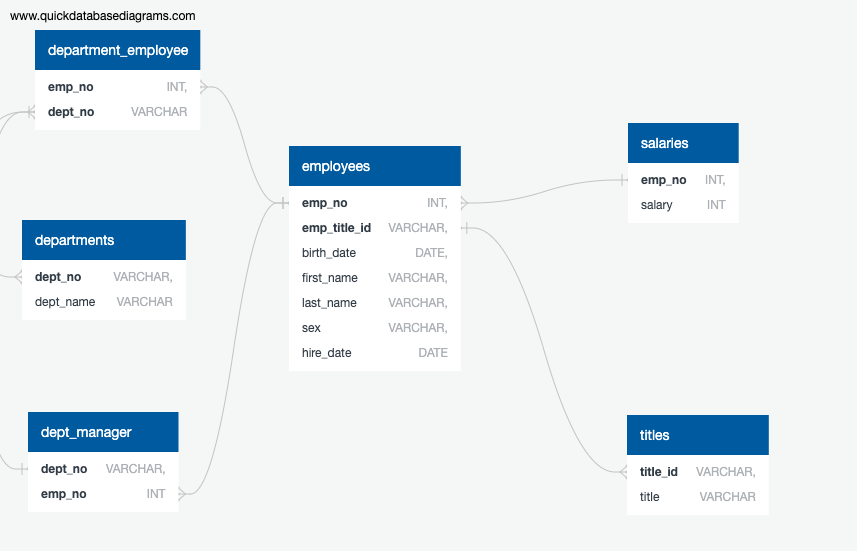 www.quickdatabasediagrams.com
department_employee
emp_no INT,
dept_no VARCHAR
departments
dept_no VARCHAR,
dept_name VARCHAR
dept_manager
dept_no VARCHAR,
emp_no INT
employees
emp_no INT,
emp_title_id VARCHAR,
birth_date DATE,
first_name VARCHAR,
last_name VARCHAR,
sex VARCHAR,
hire_date DATE
salaries
emp_no INT,
salary INT
titles
title_id VARCHAR,
title VARCHAR